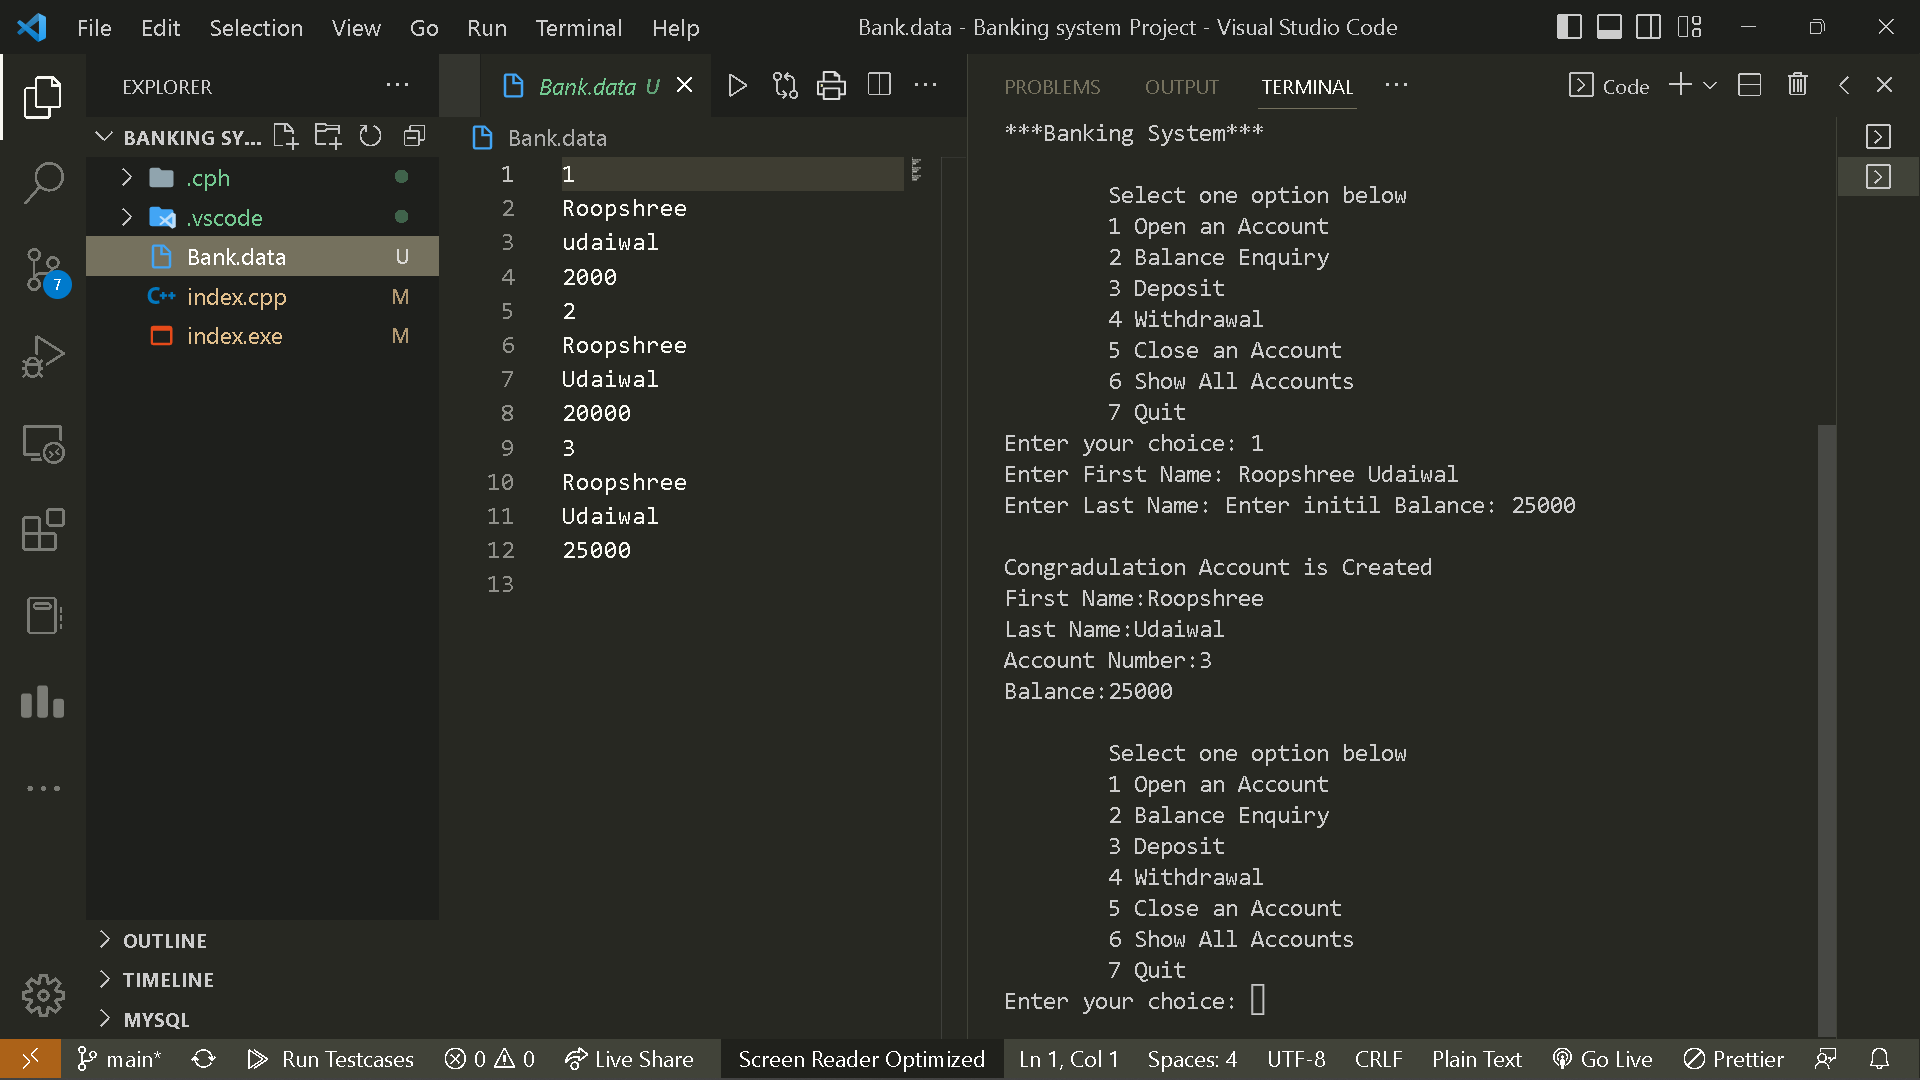 File Edit Selection View Go Run Terminal Help
Bank.data - Banking system Project - Visual Studio Code
EXPLORER
BANKING SY...
.cph
.vscode
Bank.data U
index.cpp M
index.exe M
7
OUTLINE
TIMELINE
MYSQL
Bank.data U
Bank.data
1 1
2 Roopshree
3 udaiwal
4 2000
5 2
6 Roopshree
7 Udaiwal
8 20000
9 3
10 Roopshree
11 Udaiwal
12 25000
13
PROBLEMS OUTPUT TERMINAL
Code
***Banking System***
Select one option below
1 Open an Account
2 Balance Enquiry
3 Deposit
4 Withdrawal
5 Close an Account
6 Show All Accounts
7 Quit
Enter your choice: 1
Enter First Name: Roopshree Udaiwal
Enter Last Name: Enter initil Balance: 25000
Congradulation Account is Created
First Name:Roopshree
Last Name:Udaiwal
Account Number:3
Balance:25000
Select one option below
1 Open an Account
2 Balance Enquiry
3 Deposit
4 Withdrawal
5 Close an Account
6 Show All Accounts
7 Quit
Enter your choice:
main* Run Testcases 0 0 Live Share Screen Reader Optimized Ln 1, Col 1 Spaces: 4 UTF-8 CRLF Plain Text Go Live Prettier